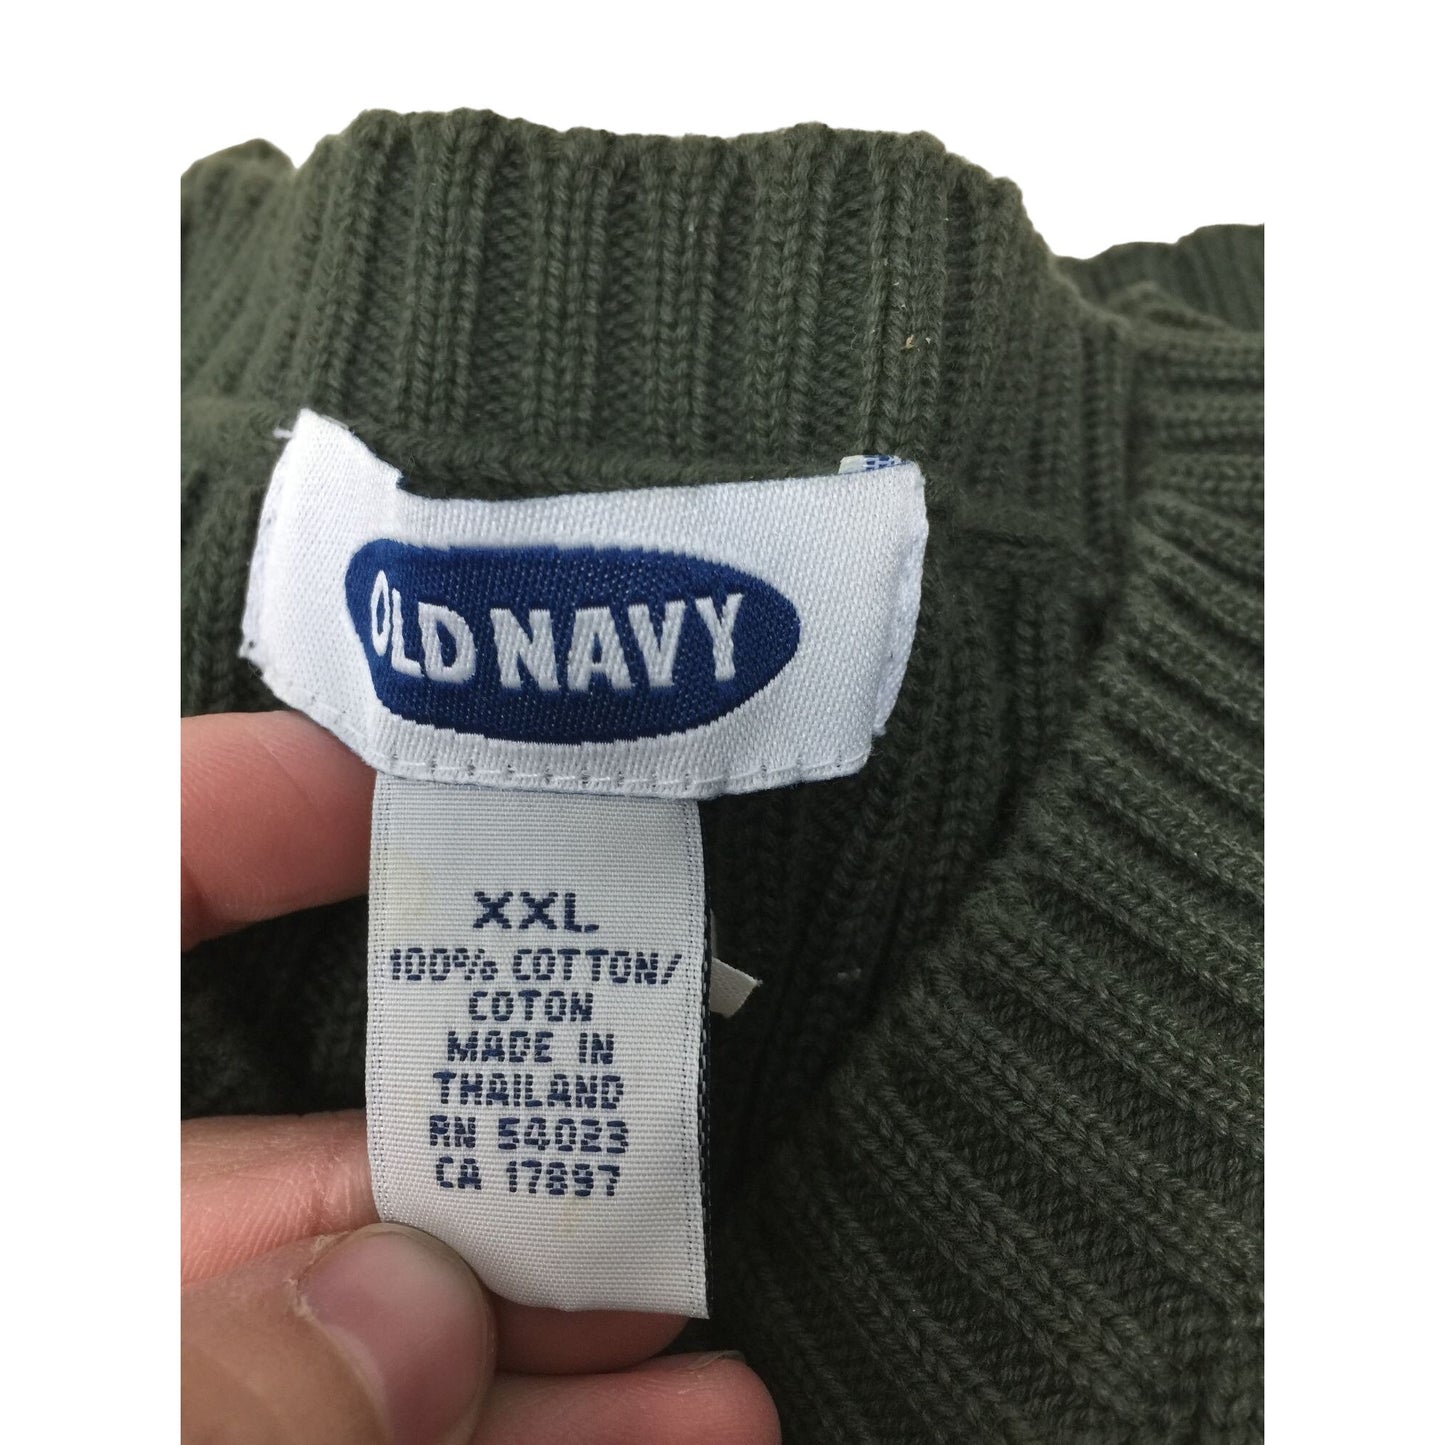 OLD NAVY
XXL
100% COTTON/
COTON
MADE IN
THAILAND
RN 54023
CA 17897